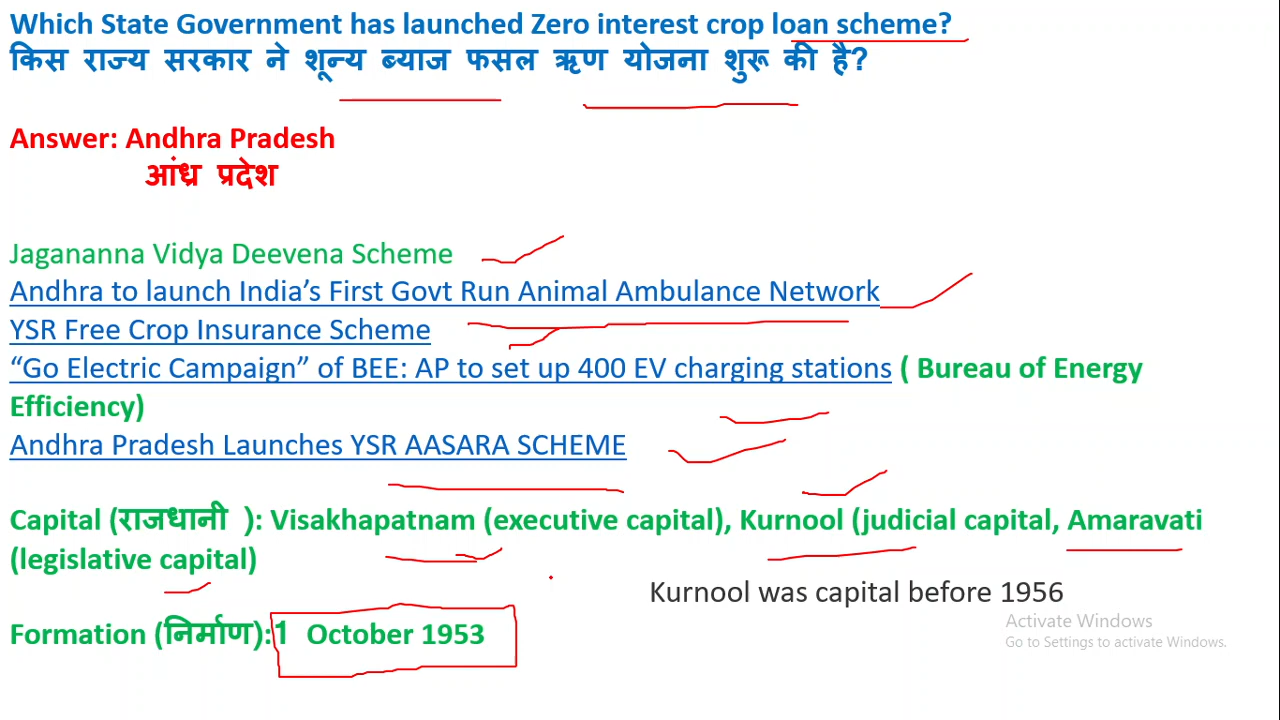 Which State Government has launched Zero interest crop loan scheme?
किस राज्य सरकार ने शून्य ब्याज फसल ऋण योजना शुरू की है?
Answer: Andhra Pradesh
आंध्र प्रदेश
Jagananna Vidya Deevena Scheme
Andhra to launch India’s First Govt Run Animal Ambulance Network
YSR Free Crop Insurance Scheme
“Go Electric Campaign” of BEE: AP to set up 400 EV charging stations ( Bureau of Energy
Efficiency)
Andhra Pradesh Launches YSR AASARA SCHEME
Capital (राजधानी ): Visakhapatnam (executive capital), Kurnool (judicial capital, Amaravati
(legislative capital)
Kurnool was capital before 1956
Formation (निर्माण):1 October 1953
Activate Windows
Go to Settings to activate Windows.